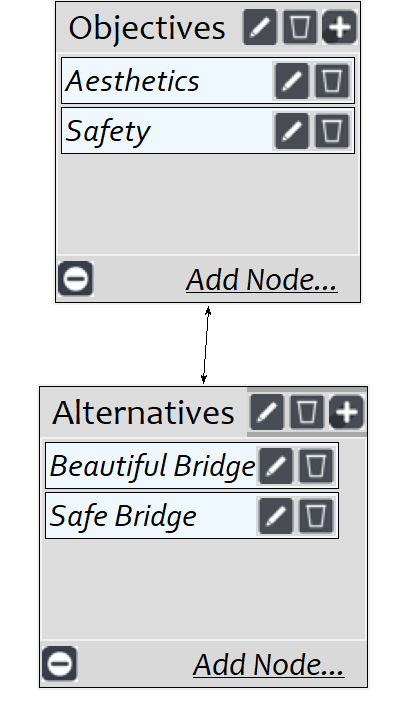 Objectives
Aesthetics
Safety
Add Node...
Alternatives
Beautiful Bridge
Safe Bridge
Add Node...